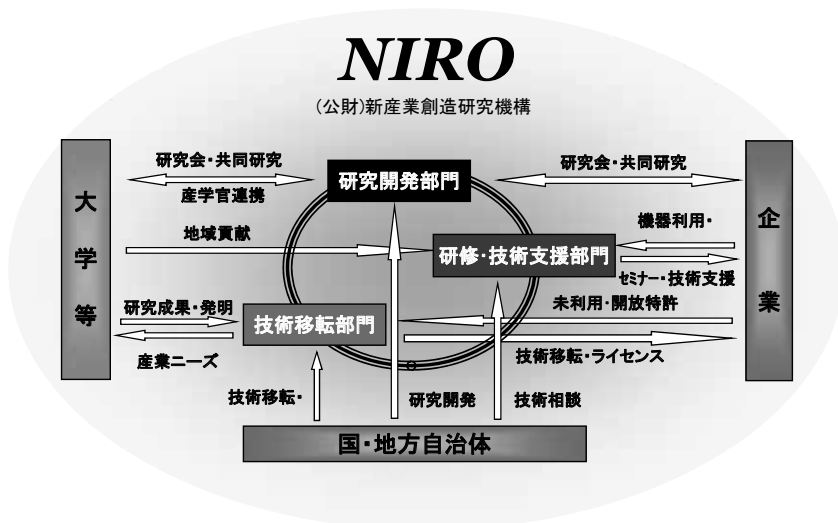 NIRO
(公財)新産業創造研究機構
研究会・共同研究
産学官連携
研究開発部門
研究会・共同研究
大学等
企業
地域貢献
機器利用・
研修・技術支援部門
セミナー・技術支援
研究成果・発明
技術移転部門
未利用・開放特許
産業ニーズ
技術移転・ライセンス
技術移転・
研究開発
技術相談
国・地方自治体